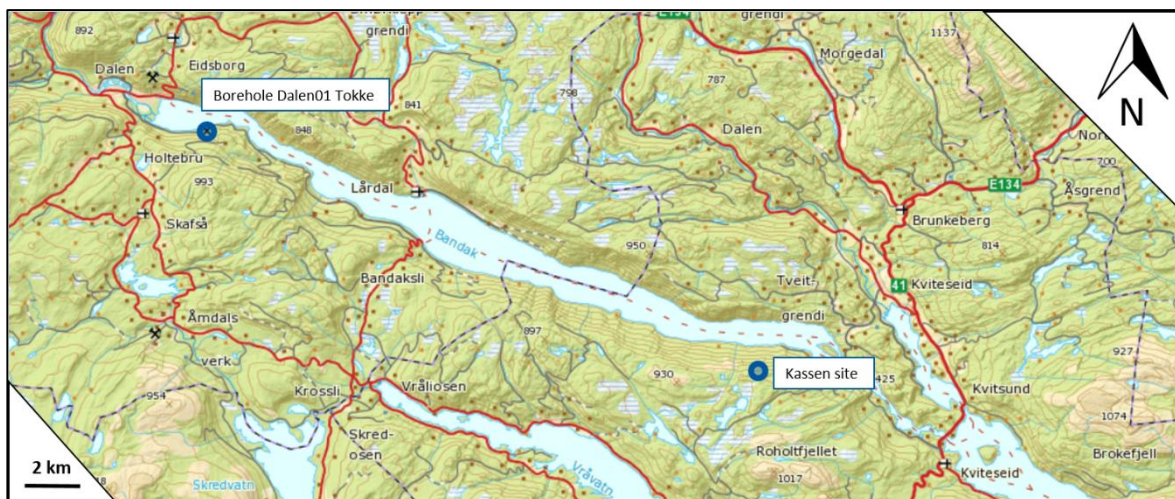 892
Eidsborg
Dalen
grendi
E134
Morgedal
1137
N
Borehole Dalen01 Tokke
841
798
787
848
Dalen
Holtebru
993
Lårdal
700
E134
Åsgrend
Skafså
Brunkeberg
Bandak
950
814
Bandaksli
Tveit-
grendi
41
Kviteseid
Åmdals
verk
897
Kassen site
927
930
425
954
Krossli
Vråliosen
Kvitsund
1074
Skred-
osen
Roholtfjellet
1017
Brokefjell
2 km
Skredvatn
Vråvatn
Kviteseid